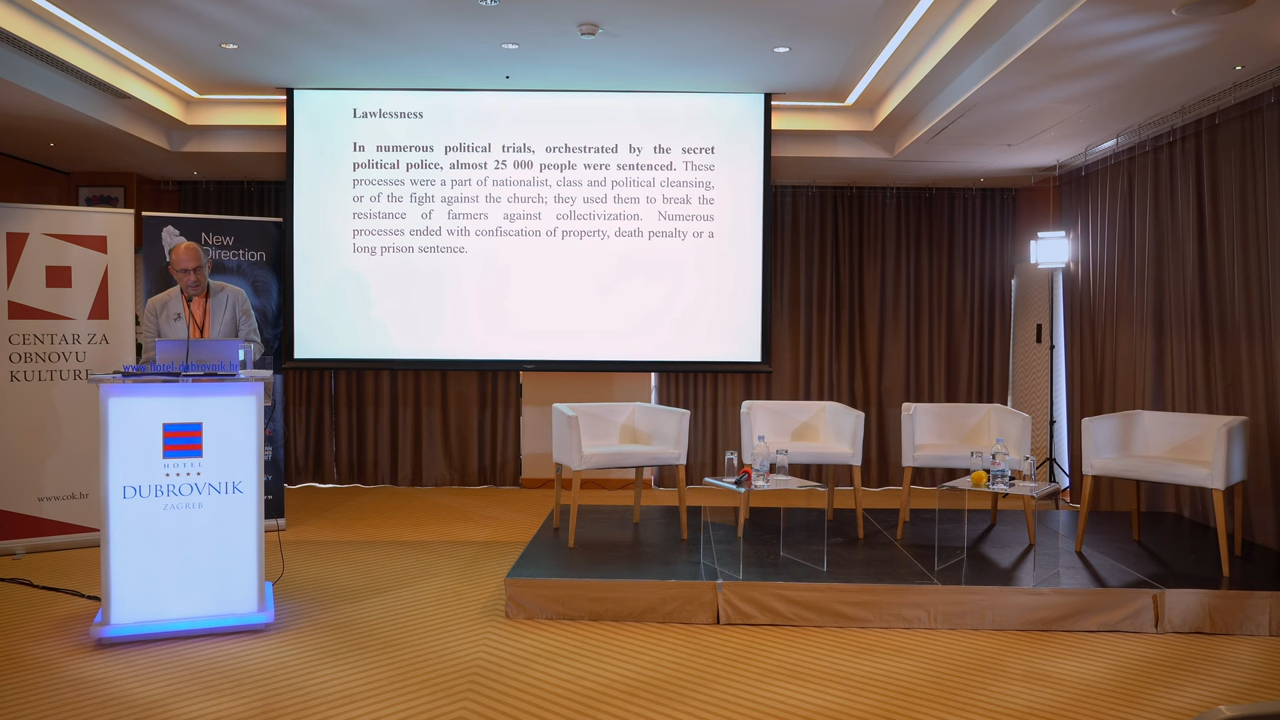 Lawlessness
In numerous political trials, orchestrated by the secret
political police, almost 25 000 people were sentenced. These
processes were a part of nationalist, class and political cleansing,
or of the fight against the church; they used them to break the
resistance of farmers against collectivization. Numerous
processes ended with confiscation of property, death penalty or a
long prison sentence.
New
Direction
CENTAR ZA
OBNOVU
KULTURE
www.cok.hr
www.hotel-dubrovnik.hr
HOTEL
DUBROVNIK
ZAGREB